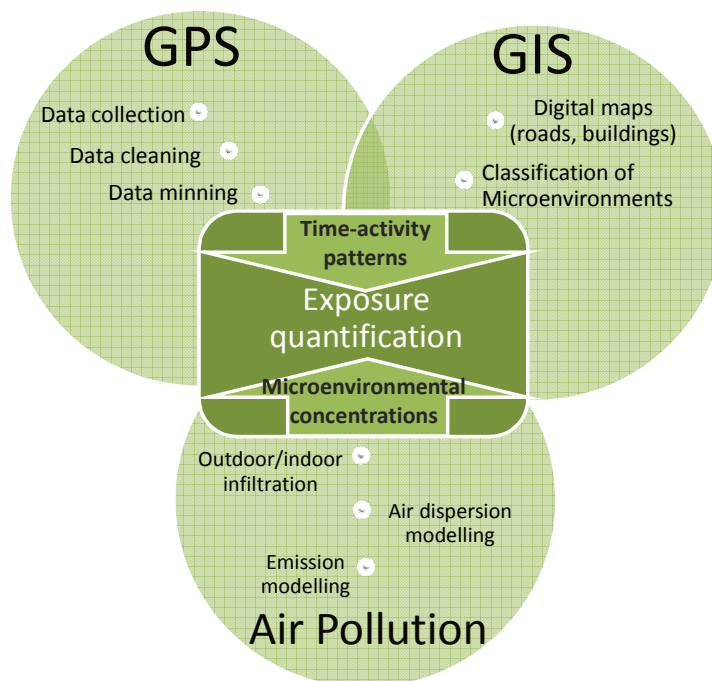 GPS
Data collection
Data cleaning
Data minning
GIS
Digital maps
(roads, buildings)
Classification of
Microenvironments
Time-activity
patterns
Exposure
quantification
Microenvironmental
concentrations
Outdoor/indoor
infiltration
Air dispersion
modelling
Emission
modelling
Air Pollution